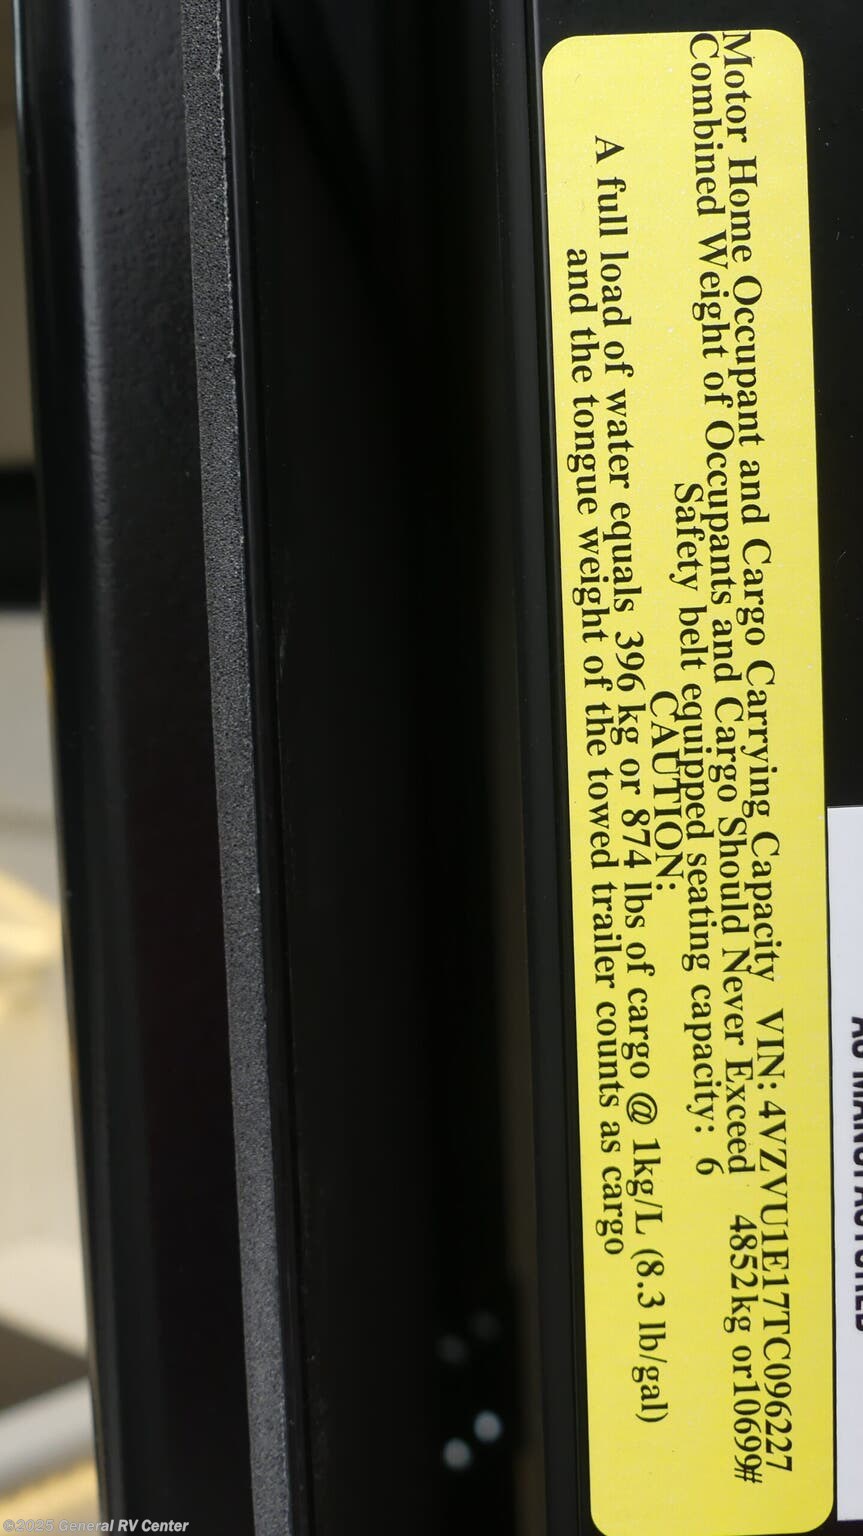 Motor Home Occupant and Cargo Carrying Capacity VIN: 4VZVU1E17TC096227
Combined Weight of Occupants and Cargo Should Never Exceed 4852kg or10699#
Safety belt equipped seating capacity: 6
CAUTION:
A full load of water equals 396 kg or 874 lbs of cargo @ 1kg/L (8.3 lb/gal)
and the tongue weight of the towed trailer counts as cargo
©2025 General RV Center